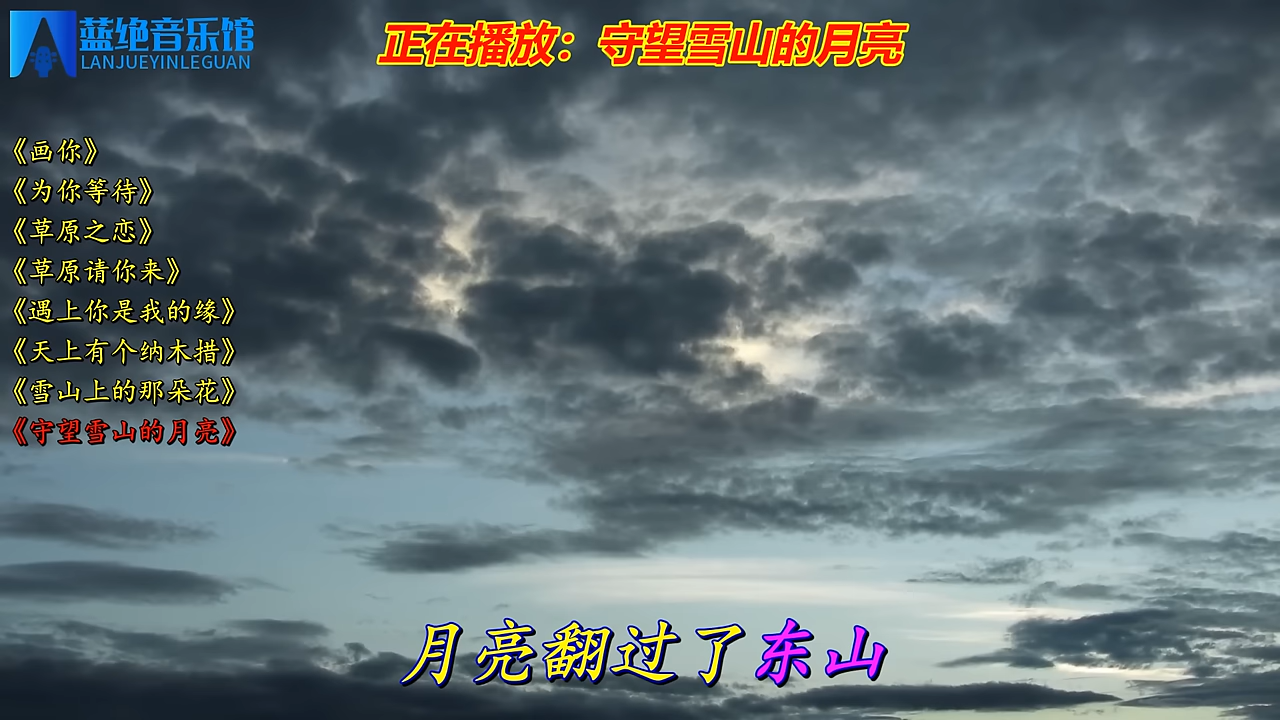 蓝绝音乐馆
LANJUEYINLEGUAN
正在播放：守望雪山的月亮
《画你》
《为你等待》
《草原之恋》
《草原请你来》
《遇上你是我的缘》
《天上有个纳木措》
《雪山上的那朵花》
《守望雪山的月亮》
月亮翻过了东山